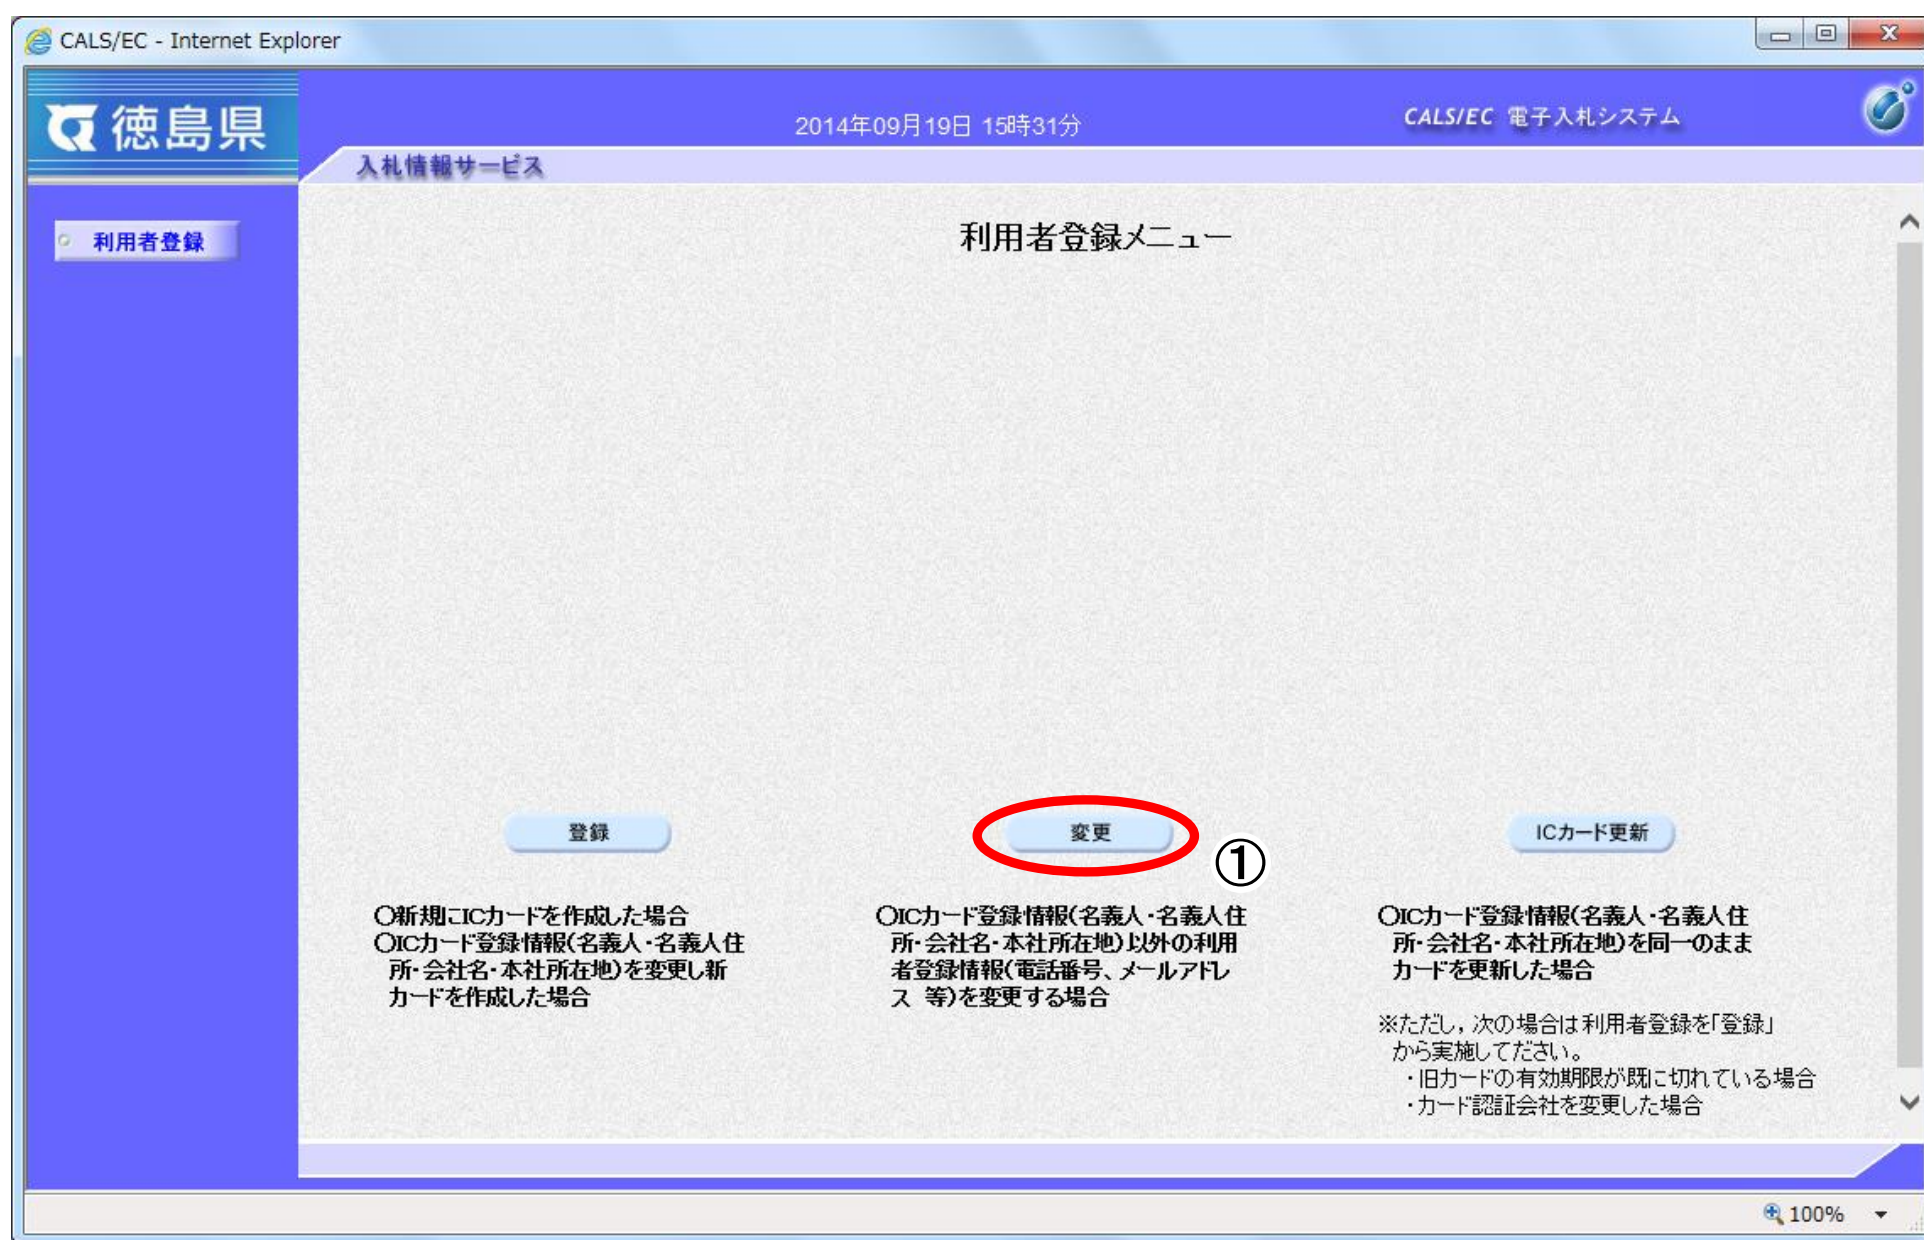 CALS/EC - Internet Explorer
徳島県
2014年09月19日 15時31分
CALS/EC 電子入札システム
入札情報サービス
利用者登録
利用者登録メニュー
登録
変更
①
ICカード更新
○新規にICカードを作成した場合
○ICカード登録情報(名義人・名義人住
所・会社名・本社所在地)を変更し新
カードを作成した場合
○ICカード登録情報(名義人・名義人住
所・会社名・本社所在地)以外の利用
者登録情報(電話番号、メールアドレ
ス 等)を変更する場合
○ICカード登録情報(名義人・名義人住
所・会社名・本社所在地)を同一のまま
カードを更新した場合
※ただし，次の場合は利用者登録を「登録」
から実施してださい。
・旧カードの有効期限が既に切れている場合
・カード認証会社を変更した場合
100%